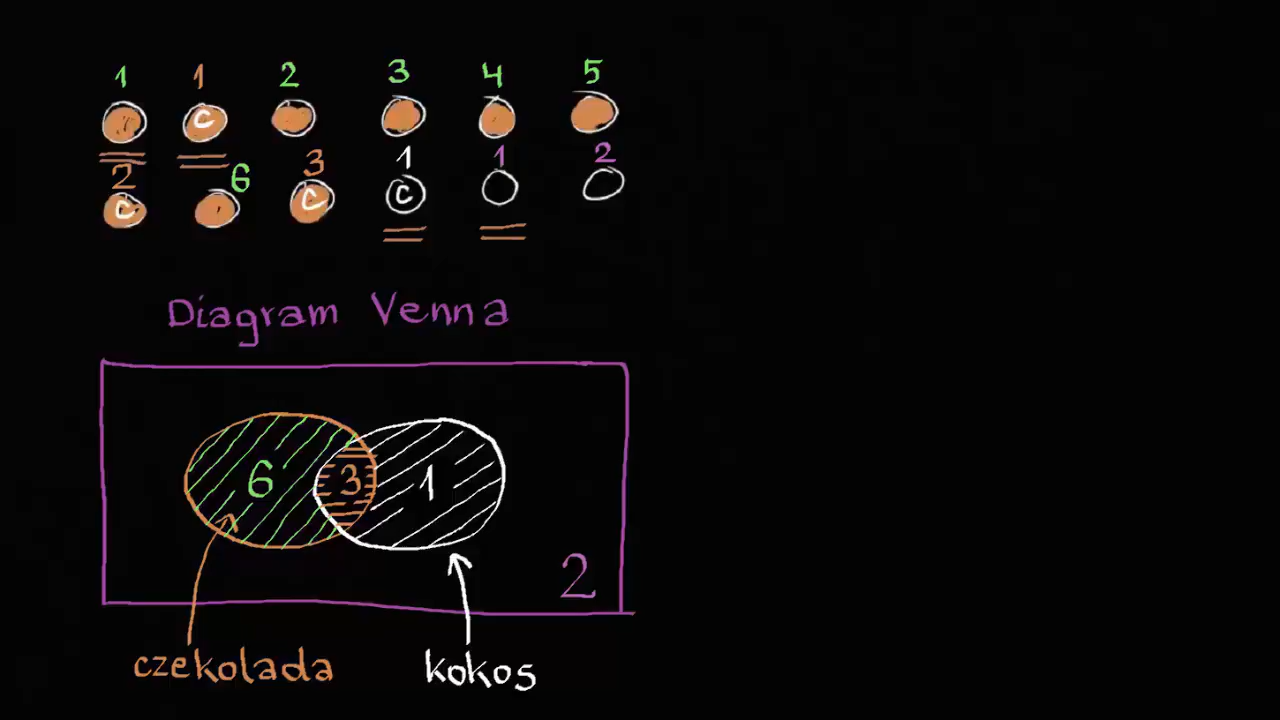 1 1 2 3 4 5
C
2 6 3 1 1 2
C C C
Diagram Venna
6 3 1
2
czekolada kokos